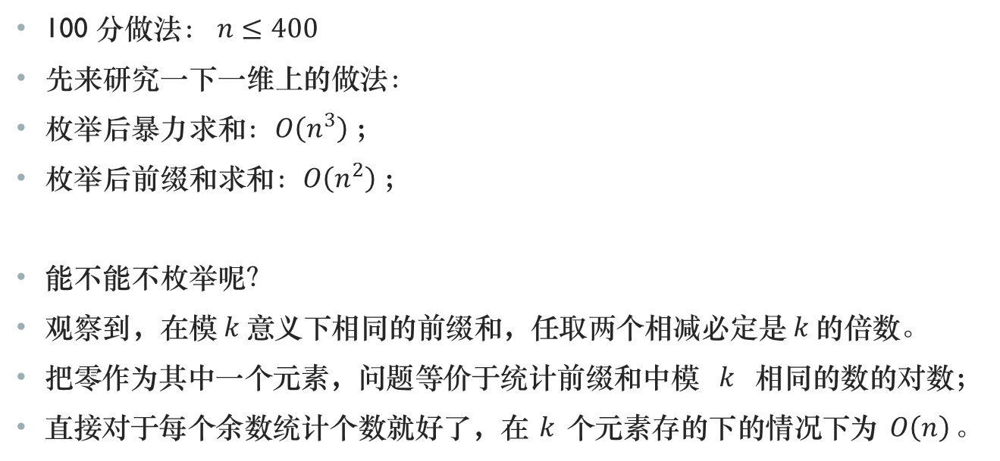 • 100 分做法： n ≤ 400
• 先来研究一下一维上的做法：
• 枚举后暴力求和：O(n³)；
• 枚举后前缀和求和：O(n²)；
• 能不能不枚举呢？
• 观察到，在模 k 意义下相同的前缀和，任取两个相减必定是 k 的倍数。
• 把零作为其中一个元素，问题等价于统计前缀和中模 k 相同的数的对数；
• 直接对于每个余数统计个数就好了，在 k 个元素存的下的情况下为 O(n)。